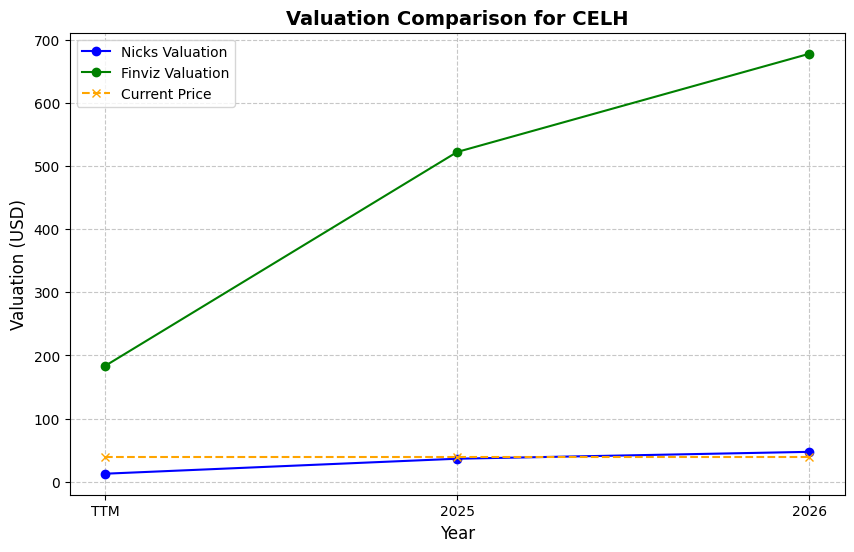 Valuation Comparison for CELH
Nicks Valuation
Finviz Valuation
Current Price
Valuation (USD)
700
600
500
400
300
200
100
0
TTM 2025 2026
Year